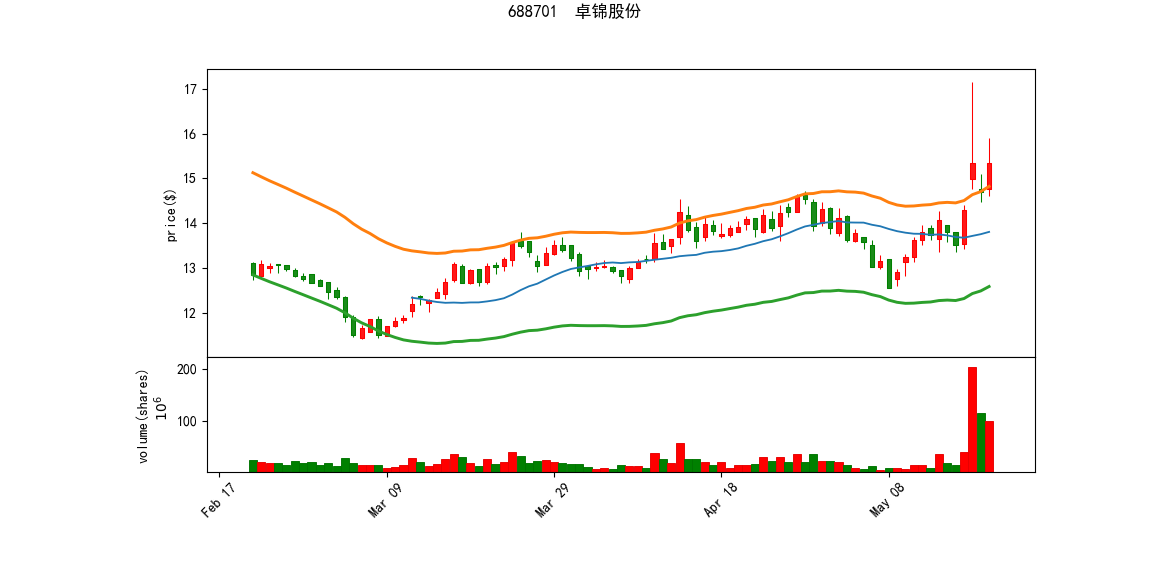 688701 卓锦股份
17
16
15
14
13
12
price($)
200
100
volume(shares)
10^6
Feb 17
Mar 09
Mar 29
Apr 18
May 08